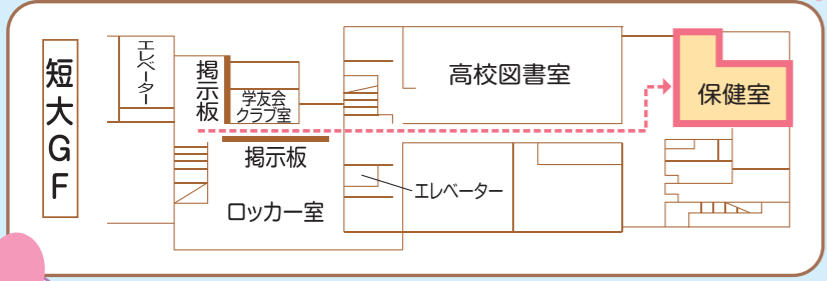 短大GF
エレベーター
掲示板
学友会
クラブ室
高校図書室
保健室
掲示板
エレベーター
ロッカー室